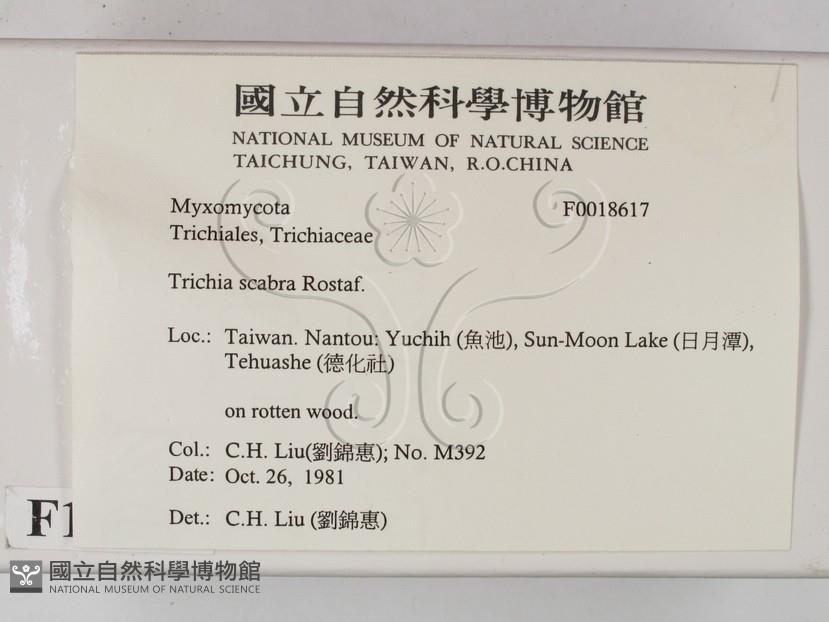 國立自然科學博物館
NATIONAL MUSEUM OF NATURAL SCIENCE
TAICHUNG, TAIWAN, R.O.CHINA
Myxomycota F0018617
Trichiales, Trichiaceae
Trichia scabra Rostaf.
Loc.: Taiwan. Nantou: Yuchih (魚池), Sun-Moon Lake (日月潭),
Tehuashe (德化社)
on rotten wood.
Col.: C.H. Liu(劉錦惠); No. M392
Date: Oct. 26, 1981
Det.: C.H. Liu (劉錦惠)
F1
國立自然科學博物館
NATIONAL MUSEUM OF NATURAL SCIENCE